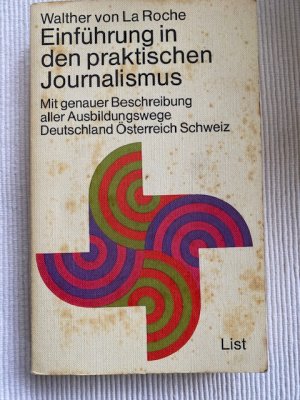 Walther von La Roche
Einführung in
den praktischen
Journalismus
Mit genauer Beschreibung
aller Ausbildungswege
Deutschland Österreich Schweiz
List